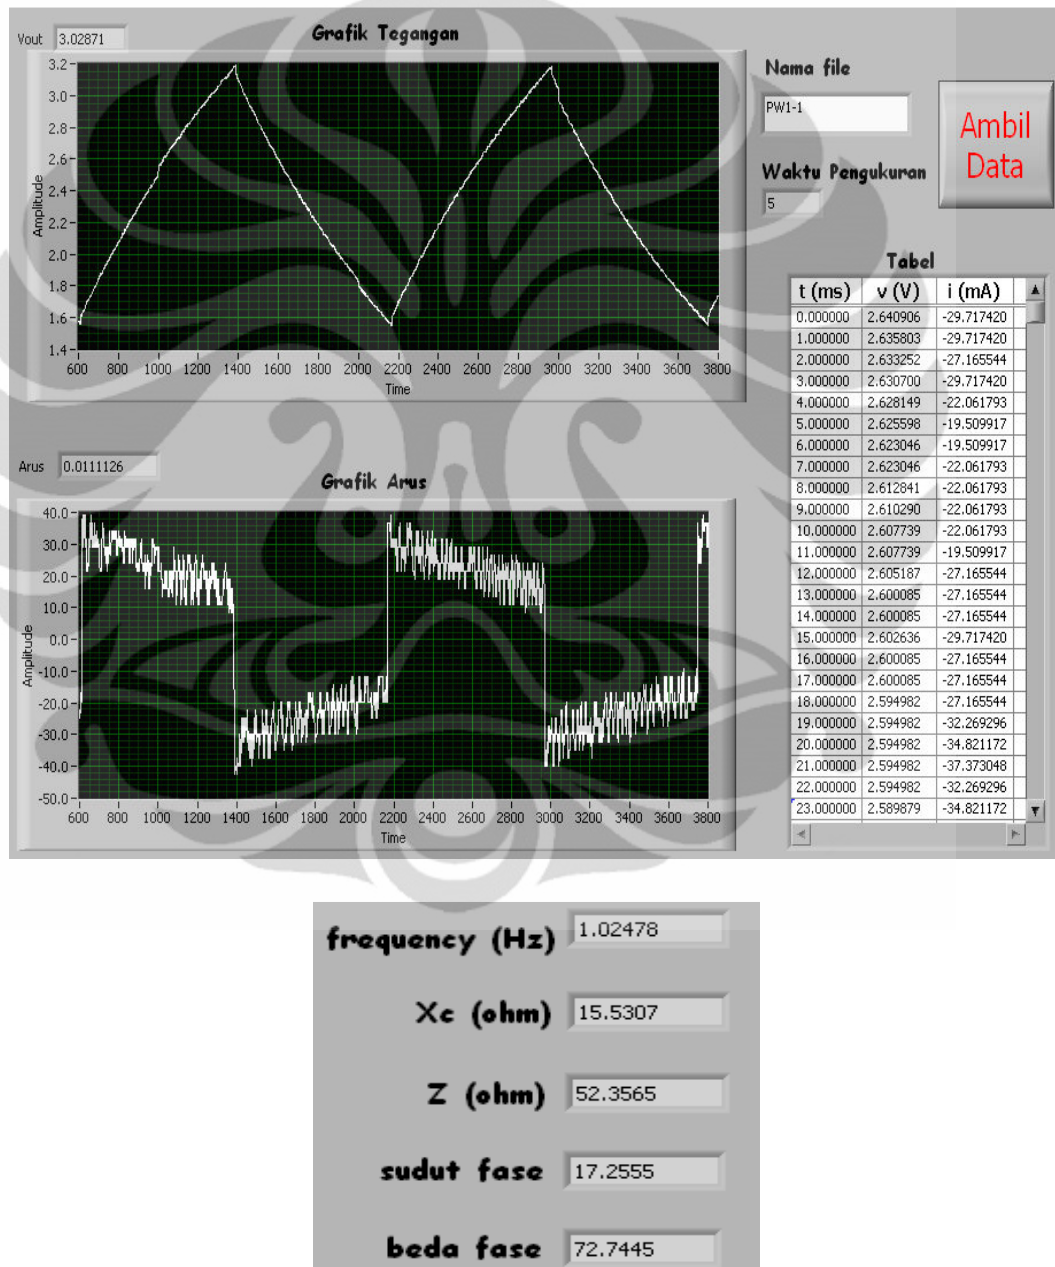 Grafik Tegangan
Vout 3.02871
3.2
3.0
2.8
2.6
2.4
2.2
2.0
1.8
1.6
1.4
Amplitude
600 800 1000 1200 1400 1600 1800 2000 2200 2400 2600 2800 3000 3200 3400 3600 3800
Time
Nama file
PW1-1
Waktu Pengukuran
5
Ambil
Data
Tabel
t (ms) v (V) i (mA)
0.000000 2.640906 -29.717420
1.000000 2.635803 -29.717420
2.000000 2.633252 -27.165544
3.000000 2.630700 -29.717420
4.000000 2.628149 -22.061793
5.000000 2.625598 -19.509917
6.000000 2.623046 -19.509917
7.000000 2.623046 -22.061793
8.000000 2.612841 -22.061793
9.000000 2.610290 -22.061793
10.000000 2.607739 -22.061793
11.000000 2.607739 -19.509917
12.000000 2.605187 -27.165544
13.000000 2.600085 -27.165544
14.000000 2.600085 -27.165544
15.000000 2.602636 -29.717420
16.000000 2.600085 -27.165544
17.000000 2.600085 -27.165544
18.000000 2.594982 -27.165544
19.000000 2.594982 -32.269296
20.000000 2.594982 -34.821172
21.000000 2.594982 -37.373048
22.000000 2.594982 -32.269296
23.000000 2.589879 -34.821172
Arus 0.0111126
Grafik Arus
40.0
30.0
20.0
10.0
0.0
-10.0
-20.0
-30.0
-40.0
-50.0
Amplitude
600 800 1000 1200 1400 1600 1800 2000 2200 2400 2600 2800 3000 3200 3400 3600 3800
Time
frequency (Hz) 1.02478
Xc (ohm) 15.5307
Z (ohm) 52.3565
sudut fase 17.2555
beda fase 72.7445